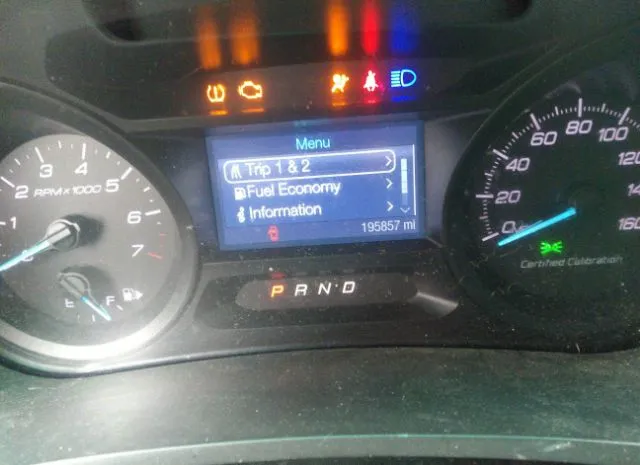 Menu
Trip 1 & 2
Fuel Economy
Information
195857 mi
P R N D
1 2 3 4 5 6 7
RPM x 1000
E F
0 20 40 60 80 100 120 160
Certified Calibration